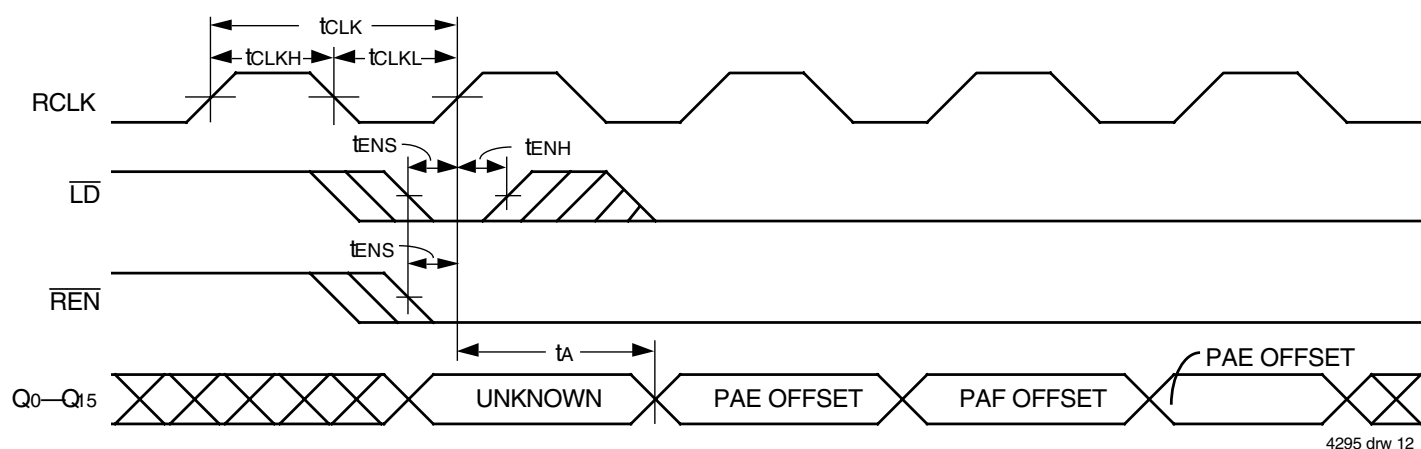 tCLK
tCLKH
tCLKL
RCLK
tENS
tENH
LD
tENS
REN
tA
PAE OFFSET
Q0—Q15
UNKNOWN
PAE OFFSET
PAF OFFSET
4295 drw 12